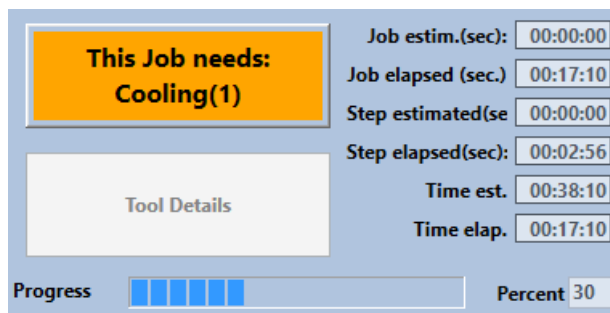 This Job needs:
Cooling(1)
Tool Details
Job estim.(sec): 00:00:00
Job elapsed (sec.) 00:17:10
Step estimated(se 00:00:00
Step elapsed(sec): 00:02:56
Time est. 00:38:10
Time elap. 00:17:10
Progress
Percent 30